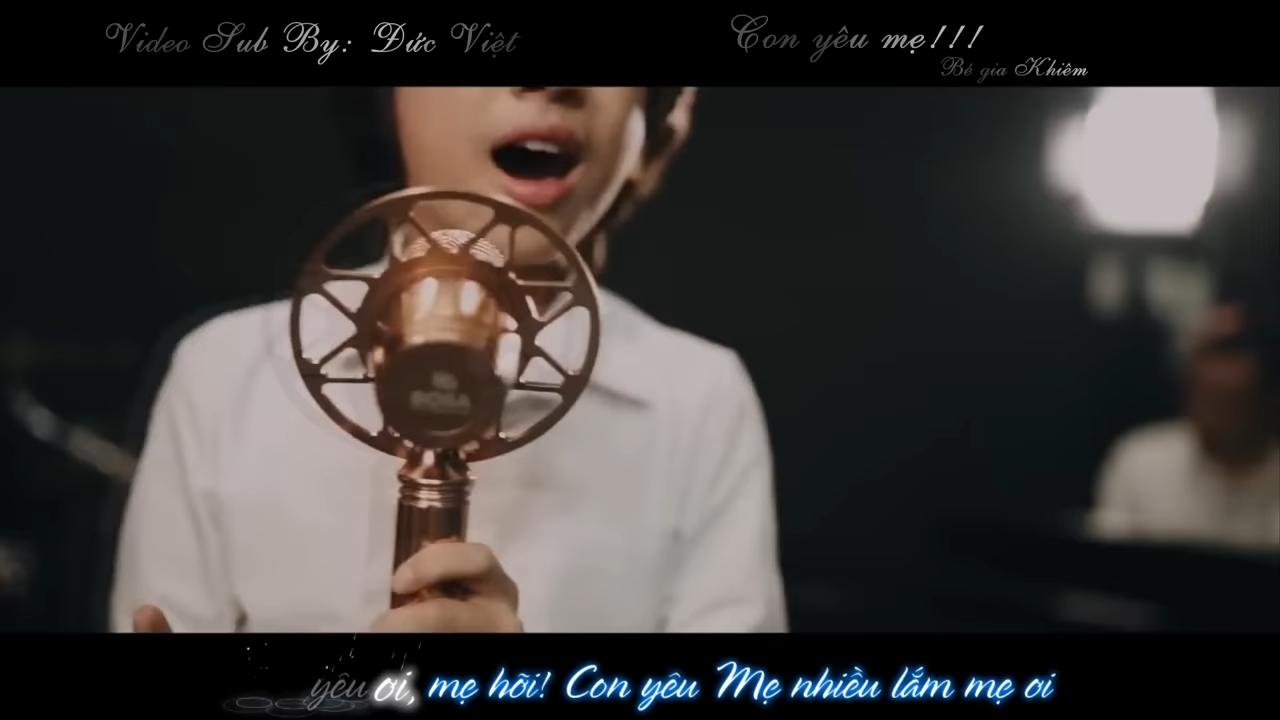 Video Sub By: Đức Việt
Con yêu mẹ!!!
Bé gia Khiêm
yêu ơi, mẹ hỡi! Con yêu Mẹ nhiều lắm mẹ ơi